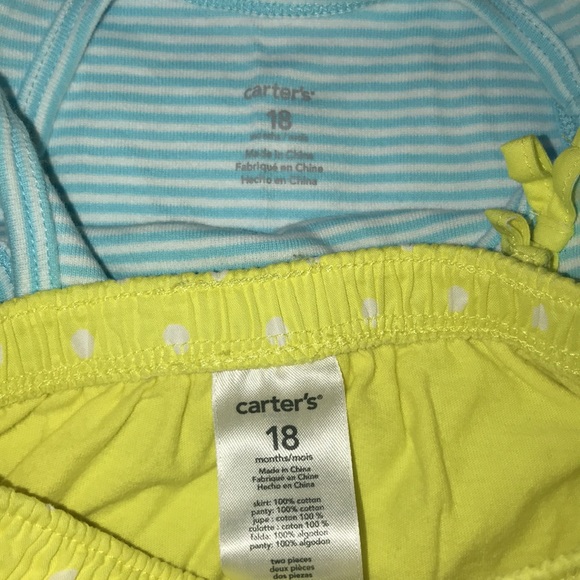 carter's
18
months/mois
Made in China
Fabriqué en Chine
Hecho en China
carter's®
18
months/mois
Made in China
Fabriqué en Chine
Hecho en China
skirt: 100% cotton
panty: 100% cotton
jupe : coton 100 %
culotte : coton 100 %
falda: 100% algodon
panty: 100% algodon
two pieces
deux pièces
dos piezas